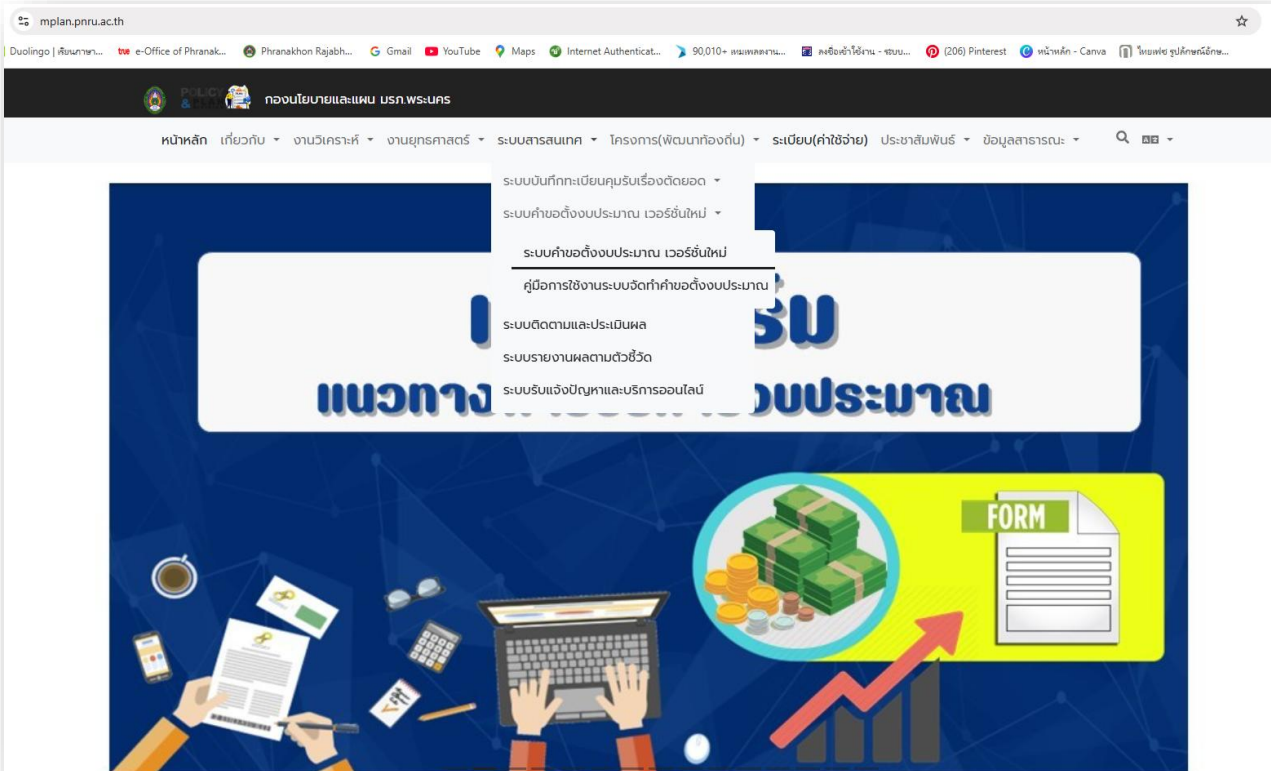 mplan.pnru.ac.th
Duolingo | เรียนภาษา... e-Office of Phranak... Phranakhon Rajabh... Gmail YouTube Maps Internet Authenticat... 90,010+ ลงชื่อเข้าใช้งาน - ระบบ... (206) Pinterest หน้าหลัก - Canva ไทยเฟซ รูปลักษณ์อักษ...
POLICY
& PLAN กองนโยบายและแผน มรภ.พระนคร
หน้าหลัก เกี่ยวกับ งานวิเคราะห์ งานยุทธศาสตร์ ระบบสารสนเทศ โครงการ(พัฒนาท้องถิ่น) ระเบียบ(ค่าใช้จ่าย) ประชาสัมพันธ์ ข้อมูลสาธารณะ
ระบบบันทึกทะเบียนคุมรับเรื่องตัดยอด
ระบบคำขอตั้งงบประมาณ เวอร์ชั่นใหม่
ระบบคำขอตั้งงบประมาณ เวอร์ชั่นใหม่
คู่มือการใช้งานระบบจัดทำคำขอตั้งงบประมาณ
ระบบติดตามและประเมินผล
ระบบรายงานผลตามตัวชี้วัด
ระบบรับแจ้งปัญหาและบริการออนไลน์
แนวทาง งบประมาณ
FORM